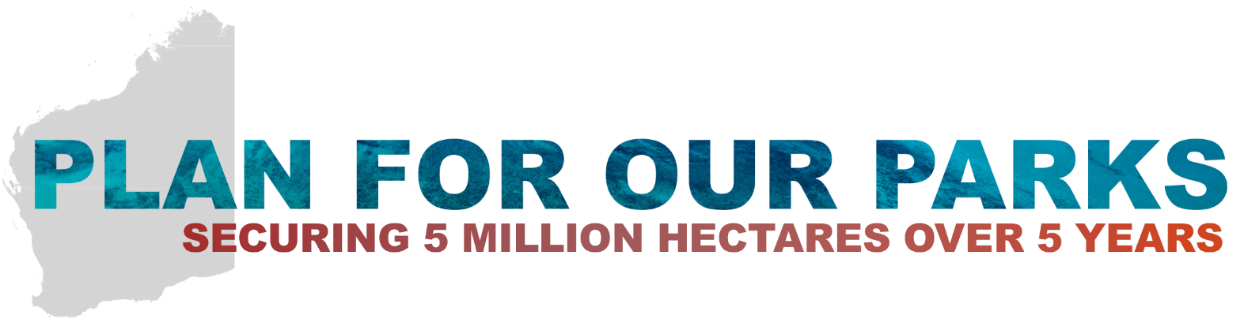 PLAN FOR OUR PARKS
SECURING 5 MILLION HECTARES OVER 5 YEARS